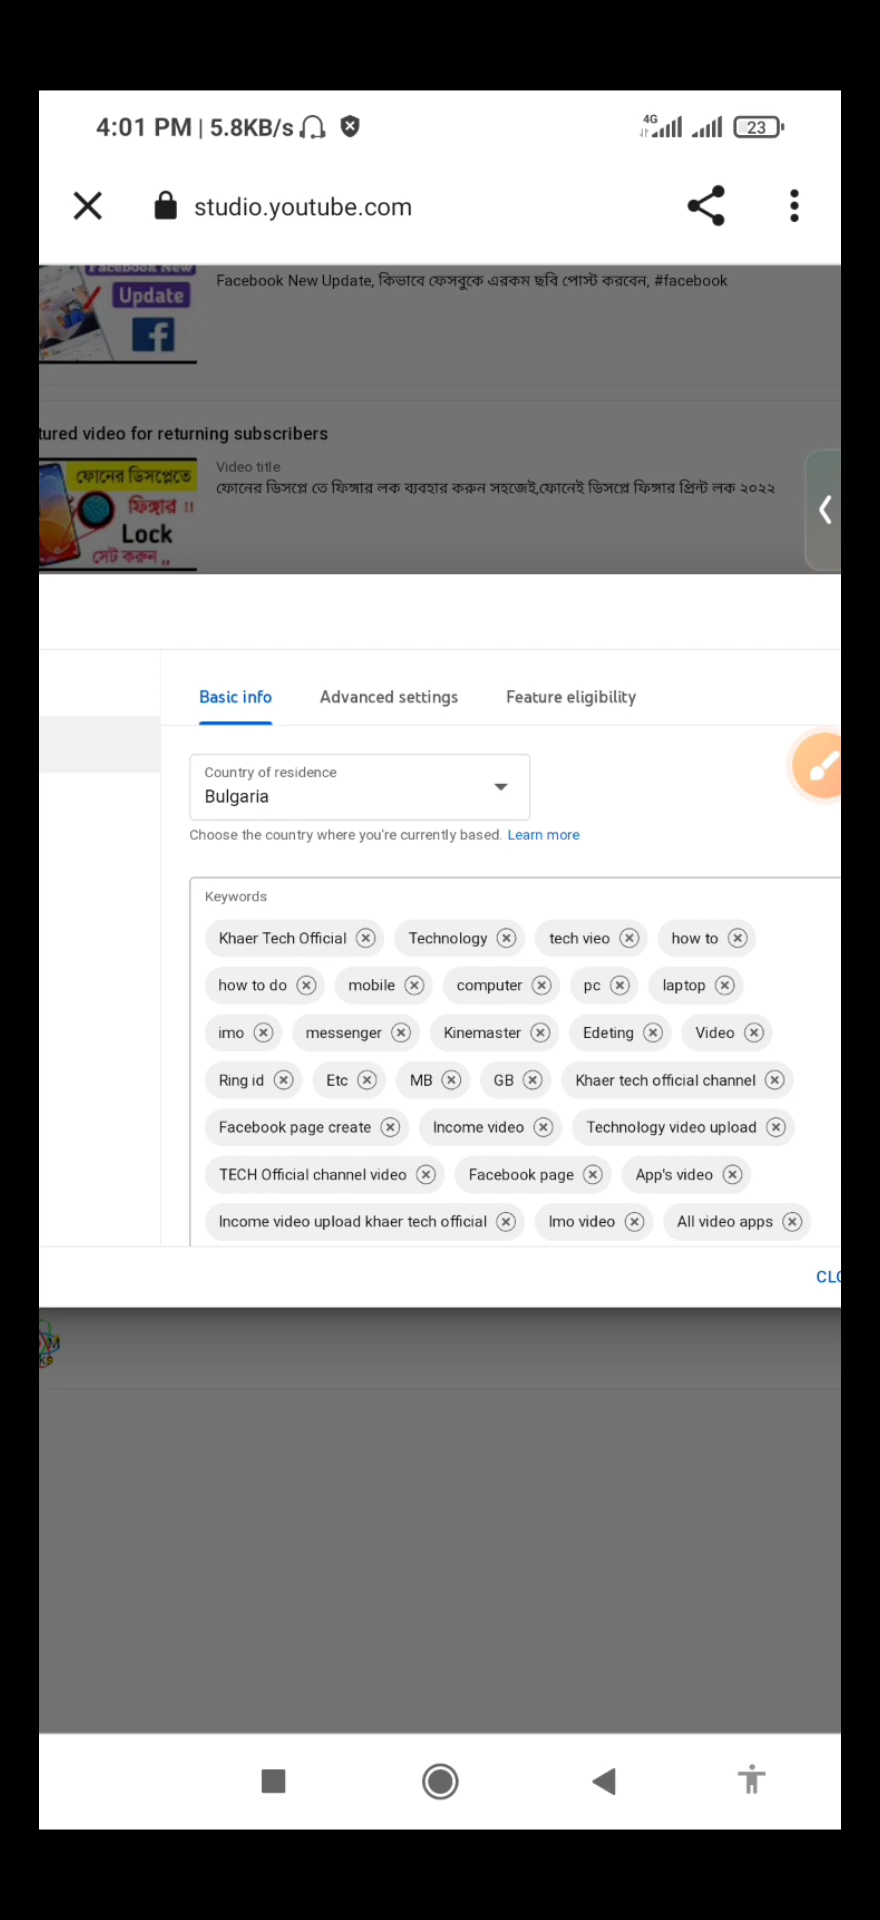 4:01 PM | 5.8KB/s 4G 23
studio.youtube.com
Facebook New
Update
Facebook New Update, কিভাবে ফেসবুকে এরকম ছবি পোস্ট করবেন, #facebook
tured video for returning subscribers
ফোনের ডিসপ্লেতে
ফিঙ্গার !!
Lock
সেট করুন ,,
Video title
ফোনের ডিসপ্লে তে ফিঙ্গার লক ব্যবহার করুন সহজেই,ফোনেই ডিসপ্লে ফিঙ্গার প্রিন্ট লক ২০২২
Basic info Advanced settings Feature eligibility
Country of residence
Bulgaria
Choose the country where you're currently based. Learn more
Keywords
Khaer Tech Official Technology tech vieo how to
how to do mobile computer pc laptop
imo messenger Kinemaster Edeting Video
Ring id Etc MB GB Khaer tech official channel
Facebook page create Income video Technology video upload
TECH Official channel video Facebook page App's video
Income video upload khaer tech official Imo video All video apps
CLO